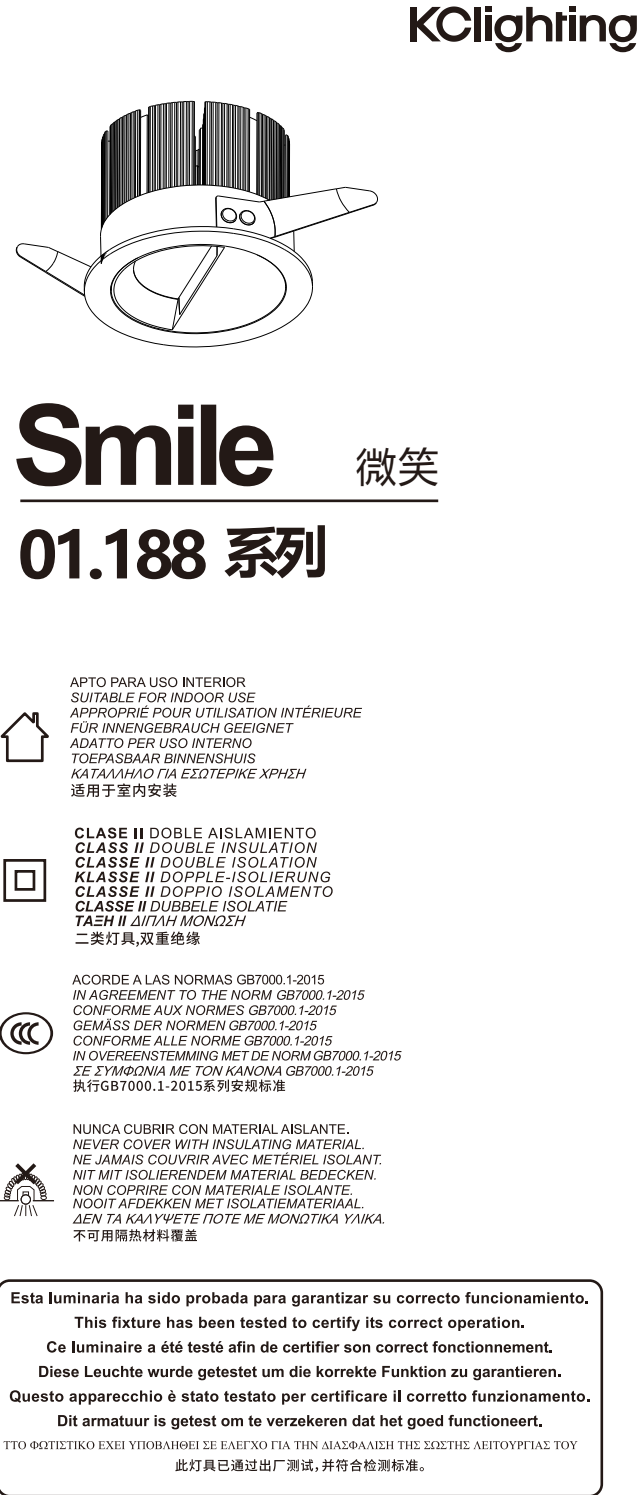 KClighting
Smile 微笑
01.188 系列
APTO PARA USO INTERIOR
SUITABLE FOR INDOOR USE
APPROPRIÉ POUR UTILISATION INTÉRIEURE
FÜR INNENGEBRAUCH GEEIGNET
ADATTO PER USO INTERNO
TOEPASBAAR BINNENSHUIS
ΚΑΤΑΛΛΗΛΟ ΓΙΑ ΕΣΩΤΕΡΙΚΕ ΧΡΗΣΗ
适用于室内安装
CLASE II DOBLE AISLAMIENTO
CLASS II DOUBLE INSULATION
CLASSE II DOUBLE ISOLATION
KLASSE II DOPPLE-ISOLIERUNG
CLASSE II DOPPIO ISOLAMENTO
CLASSE II DUBBELE ISOLATIE
ΤΑΞΗ II ΔΙΠΛΗ ΜΟΝΩΣΗ
二类灯具,双重绝缘
ACORDE A LAS NORMAS GB7000.1-2015
IN AGREEMENT TO THE NORM GB7000.1-2015
CONFORME AUX NORMES GB7000.1-2015
GEMÄSS DER NORMEN GB7000.1-2015
CONFORME ALLE NORME GB7000.1-2015
IN OVEREENSTEMMING MET DE NORM GB7000.1-2015
ΣΕ ΣΥΜΦΩΝΙΑ ΜΕ ΤΟΝ ΚΑΝΟΝΑ GB7000.1-2015
执行GB7000.1-2015系列安规标准
NUNCA CUBRIR CON MATERIAL AISLANTE.
NEVER COVER WITH INSULATING MATERIAL.
NE JAMAIS COUVRIR AVEC METÉRIEL ISOLANT.
NIT MIT ISOLIERENDEM MATERIAL BEDECKEN.
NON COPRIRE CON MATERIALE ISOLANTE.
NOOIT AFDEKKEN MET ISOLATIEMATERIAAL.
ΔΕΝ ΤΑ ΚΑΛΥΨΕΤΕ ΠΟΤΕ ΜΕ ΜΟΝΩΤΙΚΑ ΥΛΙΚΑ.
不可用隔热材料覆盖
Esta luminaria ha sido probada para garantizar su correcto funcionamiento.
This fixture has been tested to certify its correct operation.
Ce luminaire a été testé afin de certifier son correct fonctionnement.
Diese Leuchte wurde getestet um die korrekte Funktion zu garantieren.
Questo apparecchio è stato testato per certificare il corretto funzionamento.
Dit armatuur is getest om te verzekeren dat het goed functioneert.
ΤΤΟ ΦΩΤΙΣΤΙΚΟ ΕΧΕΙ ΥΠΟΒΛΗΘΕΙ ΣΕ ΕΛΕΓΧΟ ΓΙΑ ΤΗΝ ΔΙΑΣΦΑΛΙΣΗ ΤΗΣ ΣΩΣΤΗΣ ΛΕΙΤΟΥΡΓΙΑΣ ΤΟΥ
此灯具已通过出厂测试,并符合检测标准。